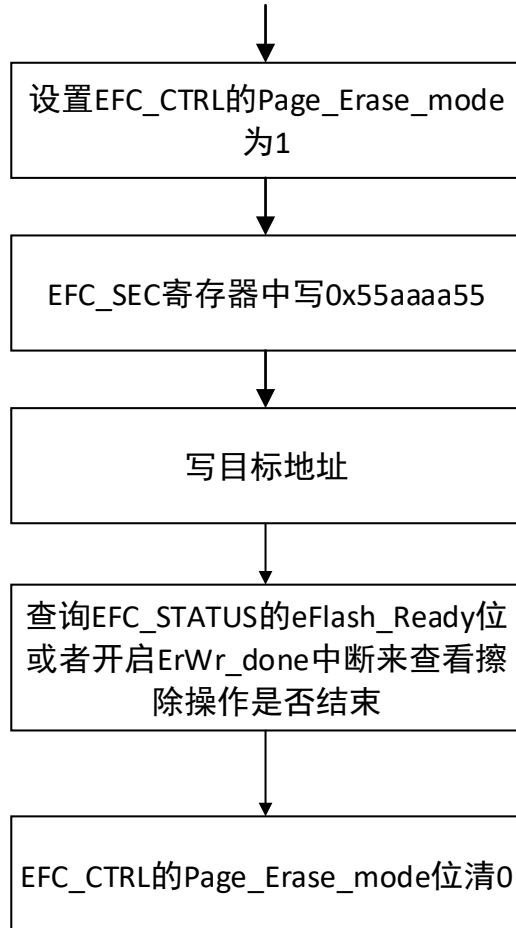 设置EFC_CTRL的Page_Erase_mode
为1
EFC_SEC寄存器中写0x55aaaa55
写目标地址
查询EFC_STATUS的eFlash_Ready位
或者开启ErWr_done中断来查看擦
除操作是否结束
EFC_CTRL的Page_Erase_mode位清0